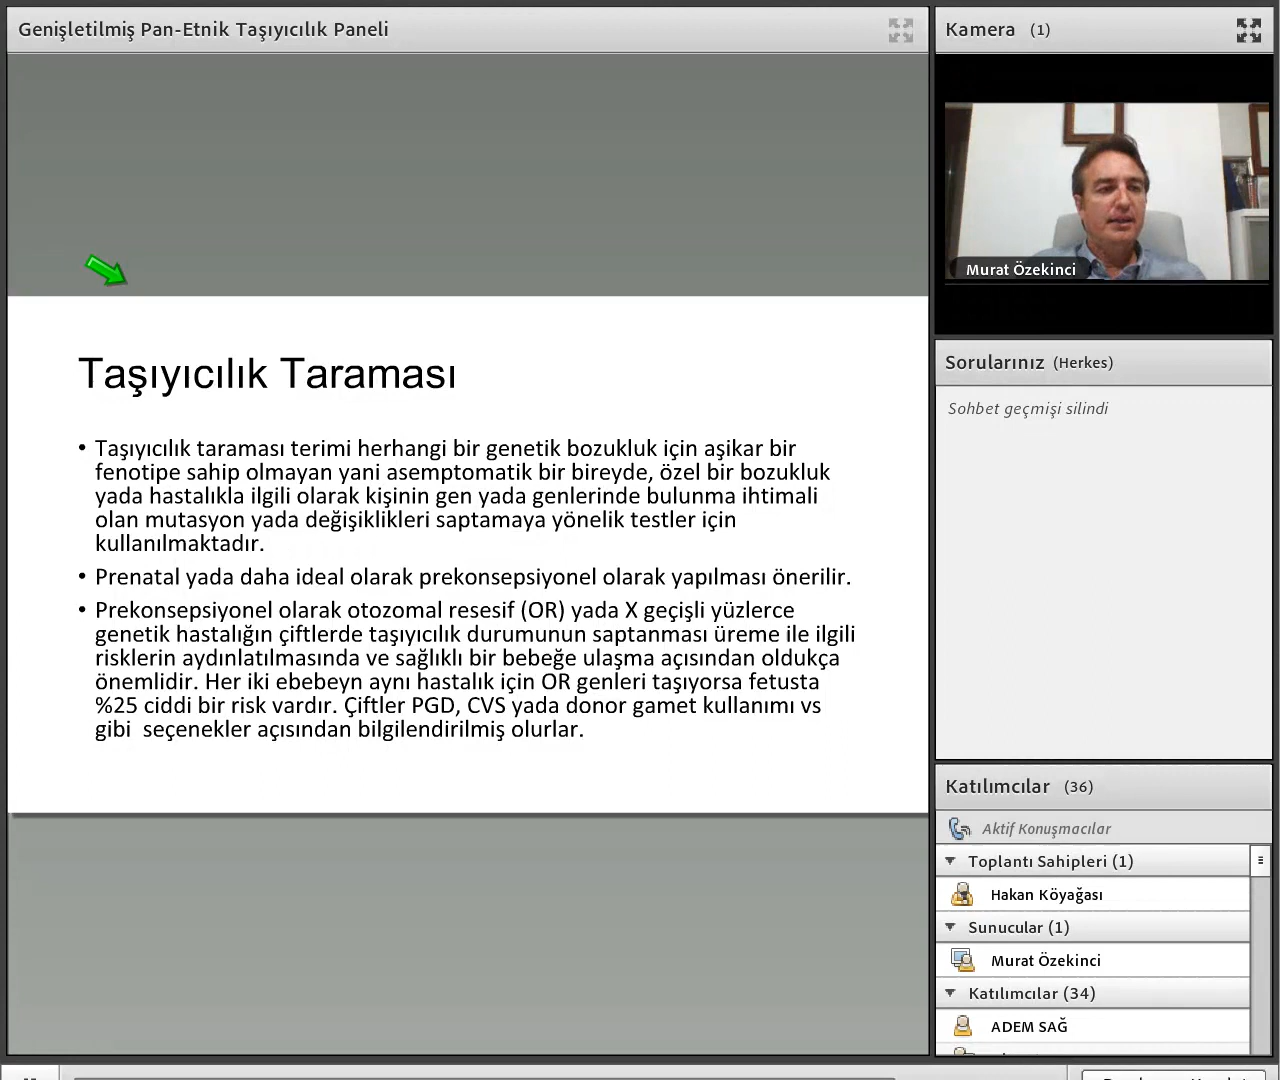 Genişletilmiş Pan-Etnik Taşıyıcılık Paneli
Taşıyıcılık Taraması
• Taşıyıcılık taraması terimi herhangi bir genetik bozukluk için aşikar bir
fenotipe sahip olmayan yani asemptomatik bir bireyde, özel bir bozukluk
yada hastalıkla ilgili olarak kişinin gen yada genlerinde bulunma ihtimali
olan mutasyon yada değişiklikleri saptamaya yönelik testler için
kullanılmaktadır.
• Prenatal yada daha ideal olarak prekonsepsiyonel olarak yapılması önerilir.
• Prekonsepsiyonel olarak otozomal resesif (OR) yada X geçişli yüzlerce
genetik hastalığın çiftlerde taşıyıcılık durumunun saptanması üreme ile ilgili
risklerin aydınlatılmasında ve sağlıklı bir bebeğe ulaşma açısından oldukça
önemlidir. Her iki ebebeyn aynı hastalık için OR genleri taşıyorsa fetusta
%25 ciddi bir risk vardır. Çiftler PGD, CVS yada donor gamet kullanımı vs
gibi  seçenekler açısından bilgilendirilmiş olurlar.
Kamera (1)
Murat Özekinci
Sorularınız (Herkes)
Sohbet geçmişi silindi
Katılımcılar (36)
Aktif Konuşmacılar
Toplantı Sahipleri (1)
Hakan Köyağası
Sunucular (1)
Murat Özekinci
Katılımcılar (34)
ADEM SAĞ